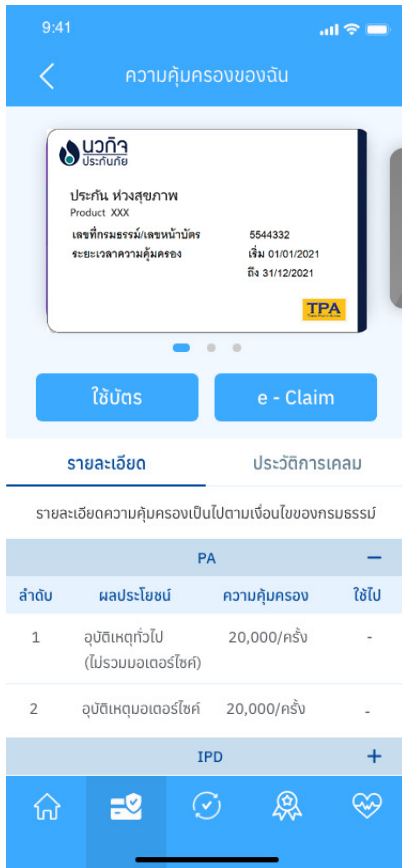 9:41
ความคุ้มครองของฉัน
นวกิจ
ประกันภัย
ประกัน ห่วงสุขภาพ
Product XXX
เลขที่กรมธรรม์/เลขหน้าบัตร 5544332
ระยะเวลาความคุ้มครอง เริ่ม 01/01/2021
ถึง 31/12/2021
TPA
ใช้บัตร e - Claim
รายละเอียด ประวัติการเคลม
รายละเอียดความคุ้มครองเป็นไปตามเงื่อนไขของกรมธรรม์
PA −
ลำดับ ผลประโยชน์ ความคุ้มครอง ใช้ไป
1 อุบัติเหตุทั่วไป 20,000/ครั้ง -
(ไม่รวมมอเตอร์ไซค์)
2 อุบัติเหตุมอเตอร์ไซค์ 20,000/ครั้ง -
IPD +